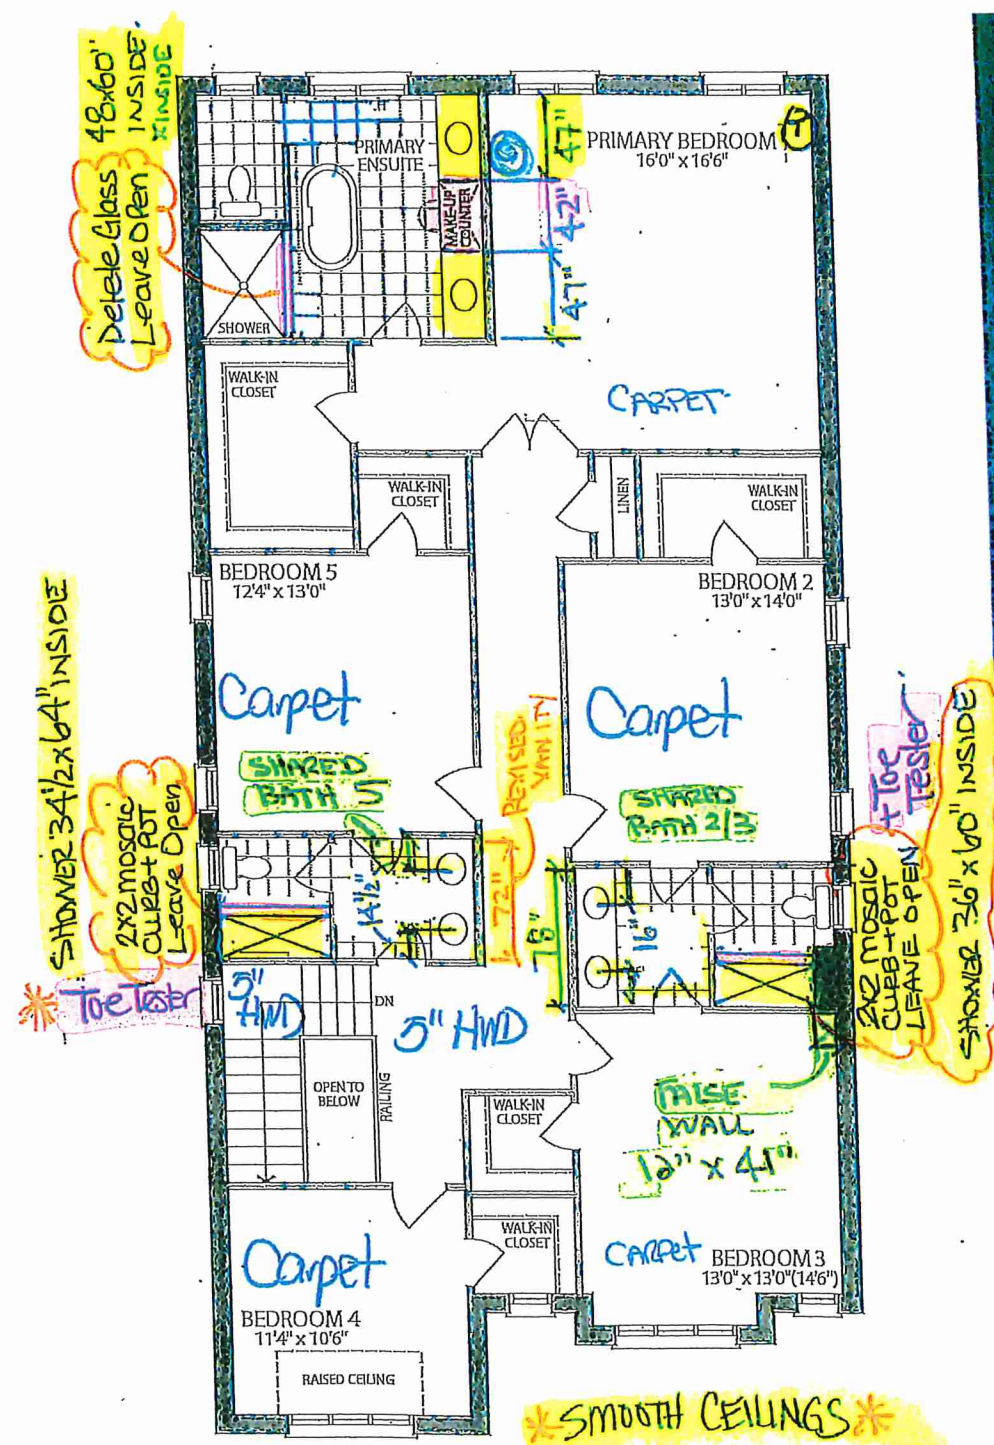 48x60"
INSIDE.
*INSIDE
Delete Glass
Leave Open
PRIMARY
ENSUITE
MAKE-UP
COUNTER
SHOWER
47"
42"
47"
PRIMARY BEDROOM
16'0" x 16'6"
CARPET
WALK-IN
CLOSET
WALK-IN
CLOSET
LINEN
WALK-IN
CLOSET
BEDROOM 5
12'4" x 13'0"
Carpet
SHARED
BATH 5
BEDROOM 2
13'0" x 14'0"
Carpet
SHARED
BATH 2/3
REVISED
VANITY
72"
78"
14½"
16"
SHOWER 34½x64" INSIDE
2x2 mosaic
CURB + POT
Leave Open
* Toe Tester
+ Toe
Tester
2x2 mosaic
CURB + POT
LEAVE OPEN
SHOWER 36" x 60" INSIDE
5"
HWD
DN
5" HWD
OPEN TO
BELOW
RAILING
WALK-IN
CLOSET
FALSE
WALL
12" x 41"
WALK-IN
CLOSET
CARPET
BEDROOM 3
13'0" x 13'0" (14'6")
Carpet
BEDROOM 4
11'4" x 10'6"
RAISED CEILING
* SMOOTH CEILINGS *